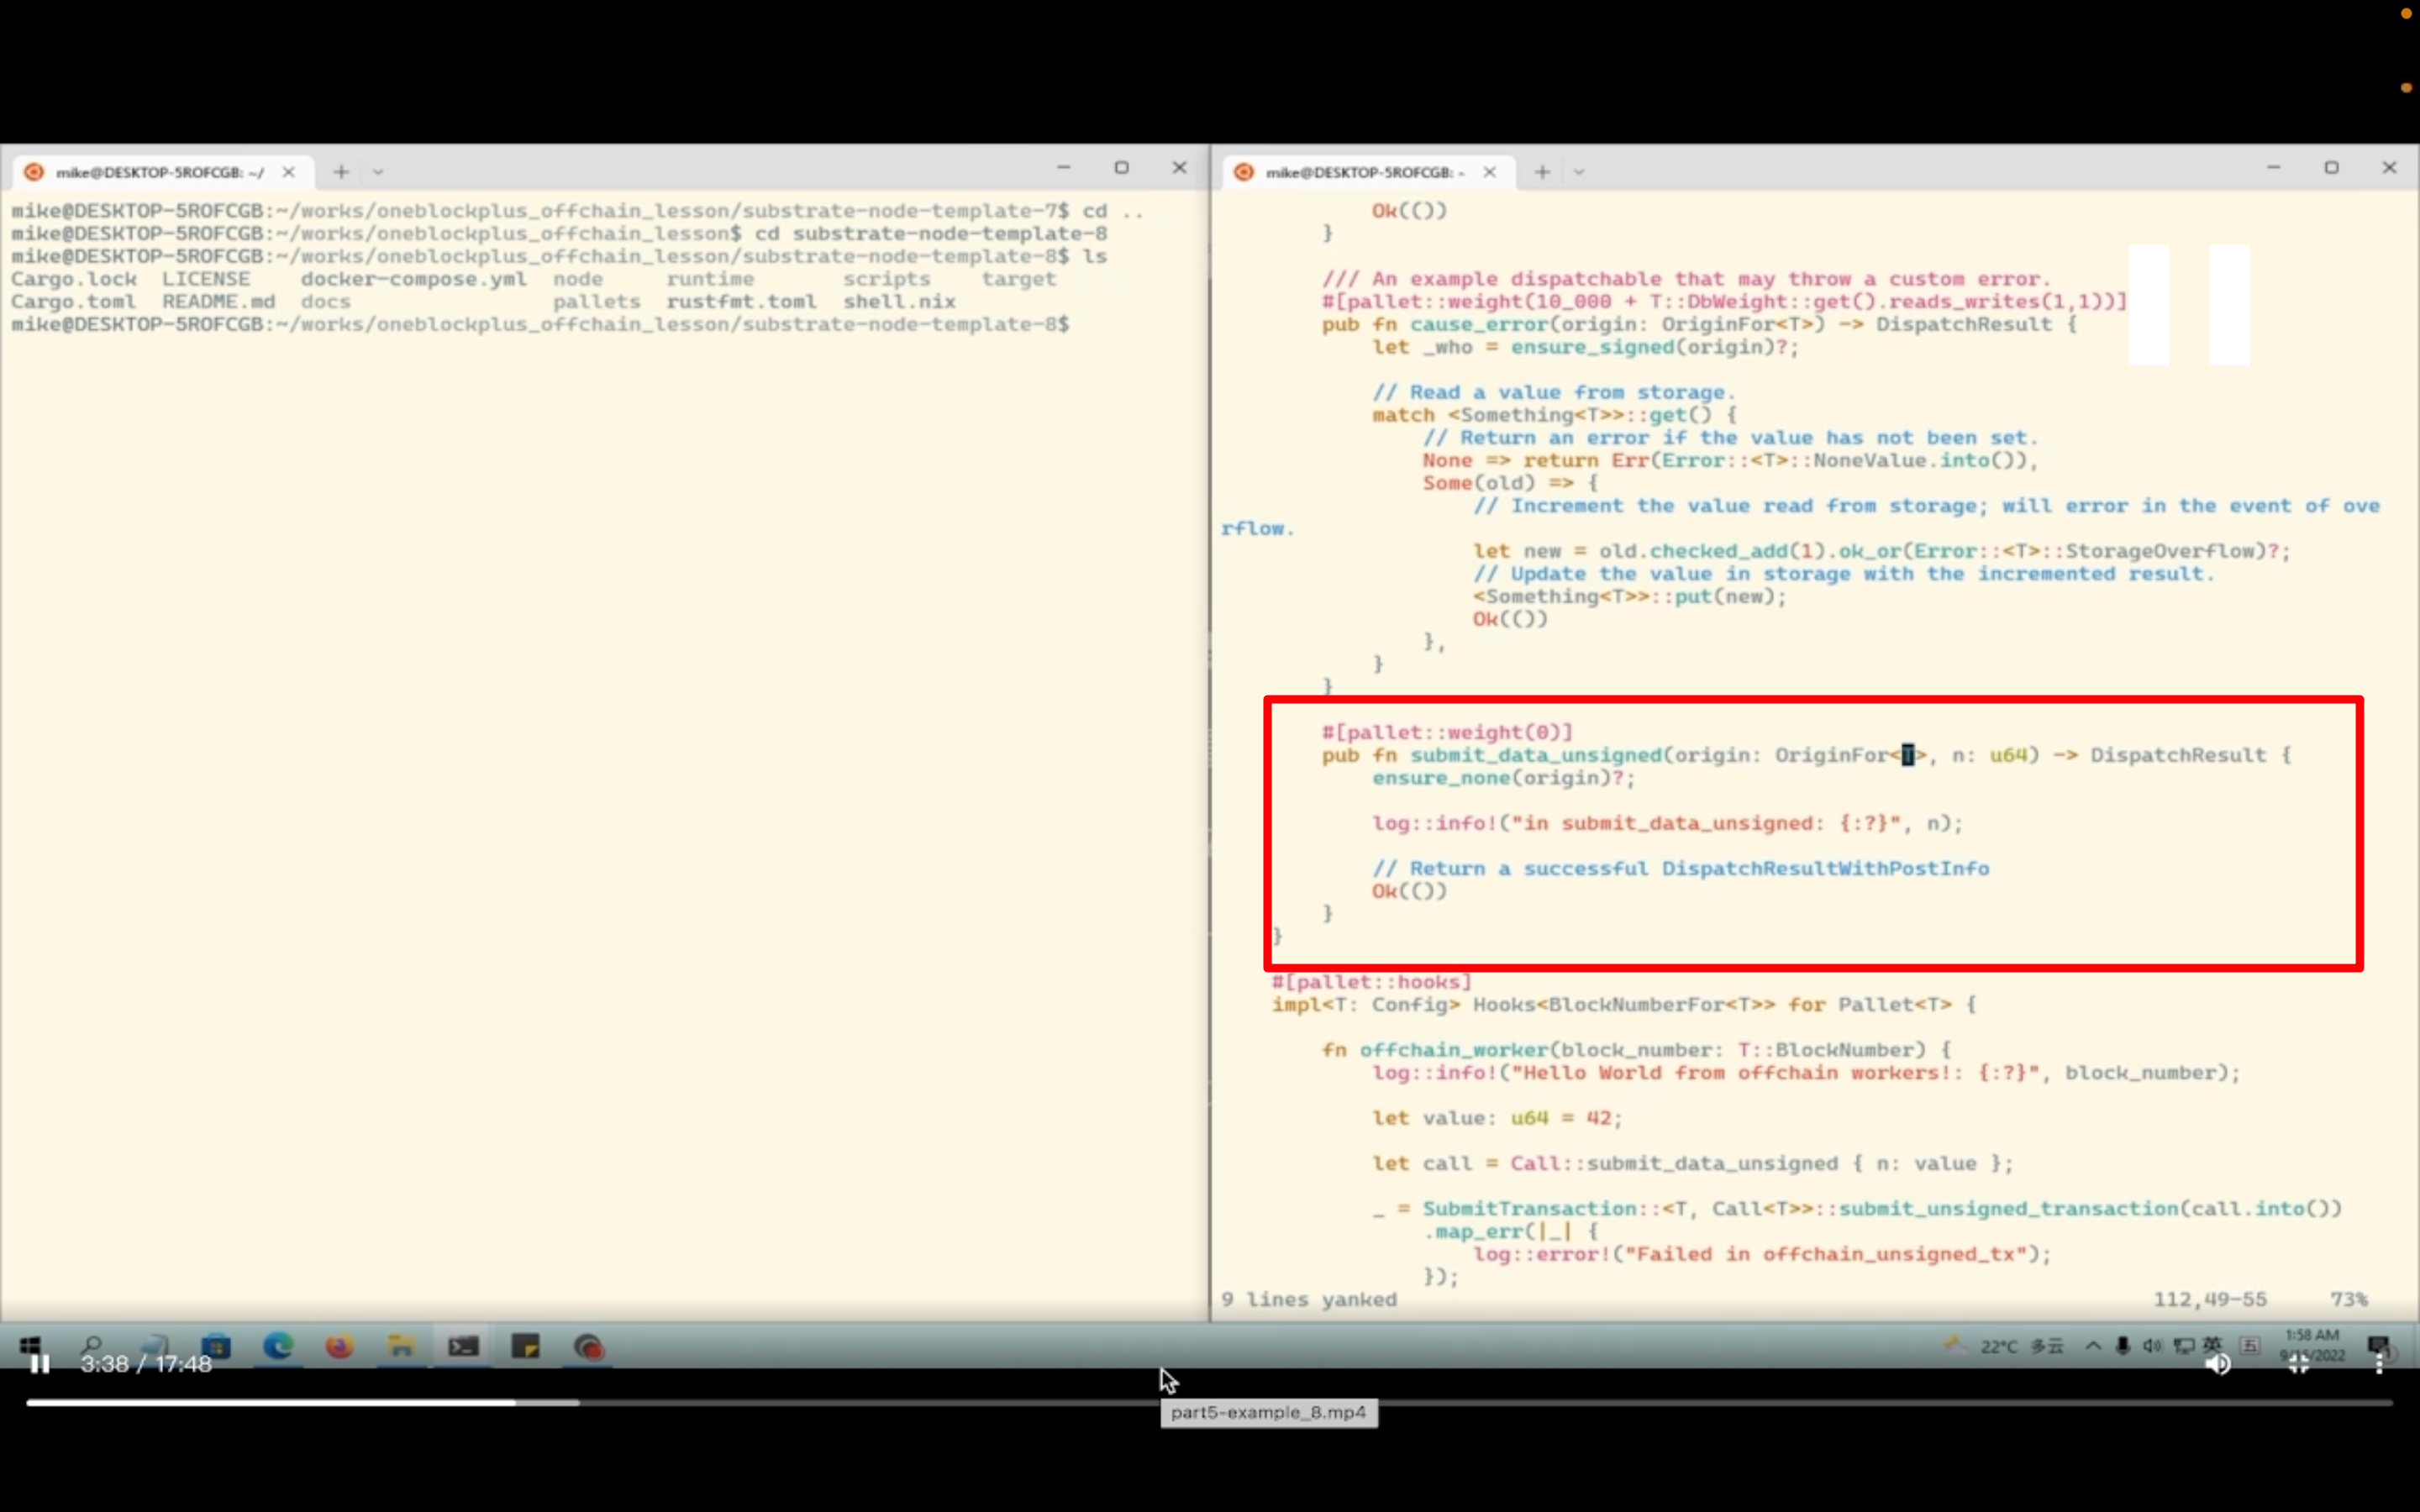 mike@DESKTOP-5ROFCGB: ~/
mike@DESKTOP-5ROFCGB:~/works/oneblockplus_offchain_lesson/substrate-node-template-7$ cd ..
mike@DESKTOP-5ROFCGB:~/works/oneblockplus_offchain_lesson$ cd substrate-node-template-8
mike@DESKTOP-5ROFCGB:~/works/oneblockplus_offchain_lesson/substrate-node-template-8$ ls
Cargo.lock LICENSE docker-compose.yml node runtime scripts target
Cargo.toml README.md docs pallets rustfmt.toml shell.nix
mike@DESKTOP-5ROFCGB:~/works/oneblockplus_offchain_lesson/substrate-node-template-8$
mike@DESKTOP-5ROFCGB: ~
Ok(())
}
/// An example dispatchable that may throw a custom error.
#[pallet::weight(10_000 + T::DbWeight::get().reads_writes(1,1))]
pub fn cause_error(origin: OriginFor<T>) -> DispatchResult {
let _who = ensure_signed(origin)?;
// Read a value from storage.
match <Something<T>>::get() {
// Return an error if the value has not been set.
None => return Err(Error::<T>::NoneValue.into()),
Some(old) => {
// Increment the value read from storage; will error in the event of ove
rflow.
let new = old.checked_add(1).ok_or(Error::<T>::StorageOverflow)?;
// Update the value in storage with the incremented result.
<Something<T>>::put(new);
Ok(())
},
}
}
#[pallet::weight(0)]
pub fn submit_data_unsigned(origin: OriginFor<T>, n: u64) -> DispatchResult {
ensure_none(origin)?;
log::info!("in submit_data_unsigned: {:?}", n);
// Return a successful DispatchResultWithPostInfo
Ok(())
}
}
#[pallet::hooks]
impl<T: Config> Hooks<BlockNumberFor<T>> for Pallet<T> {
fn offchain_worker(block_number: T::BlockNumber) {
log::info!("Hello World from offchain workers!: {:?}", block_number);
let value: u64 = 42;
let call = Call::submit_data_unsigned { n: value };
_ = SubmitTransaction::<T, Call<T>>::submit_unsigned_transaction(call.into())
.map_err(|_| {
log::error!("Failed in offchain_unsigned_tx");
});
9 lines yanked 112,49-55 73%
22°C 多云 英 五 1:58 AM
9/15/2022
3:38 / 17:48
part5-example_8.mp4